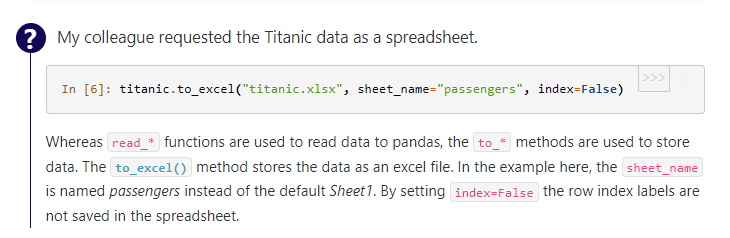 ?
My colleague requested the Titanic data as a spreadsheet.
>>>
In [6]: titanic.to_excel("titanic.xlsx", sheet_name="passengers", index=False)
Whereas read_* functions are used to read data to pandas, the to_* methods are used to store
data. The to_excel() method stores the data as an excel file. In the example here, the sheet_name
is named passengers instead of the default Sheet1. By setting index=False the row index labels are
not saved in the spreadsheet.